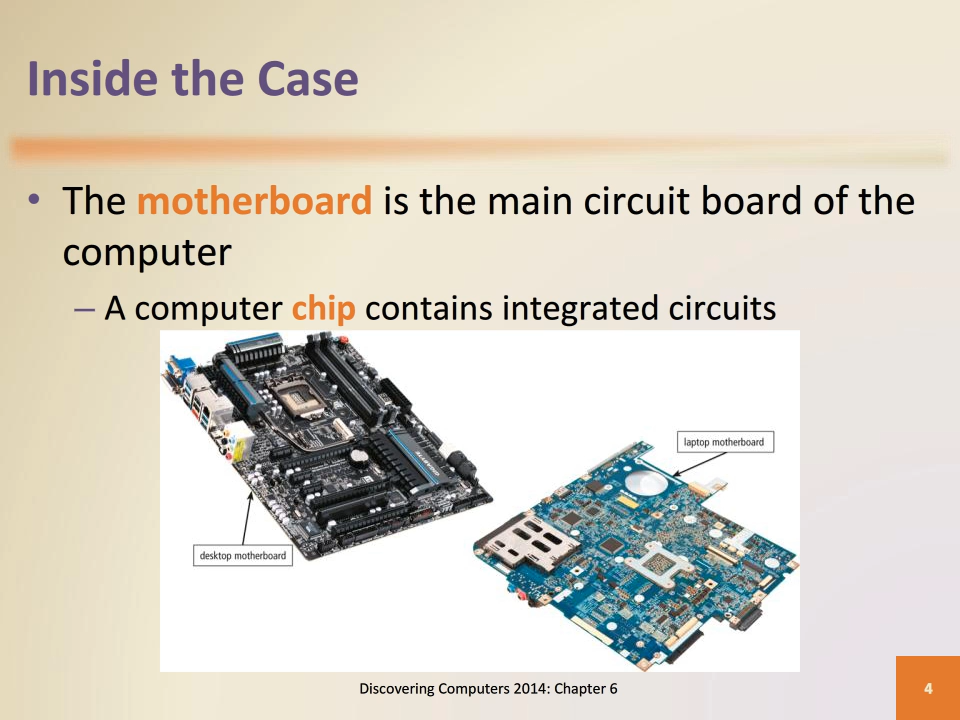 Inside the Case
• The motherboard is the main circuit board of the
computer
– A computer chip contains integrated circuits
laptop motherboard
desktop motherboard
Discovering Computers 2014: Chapter 6
4